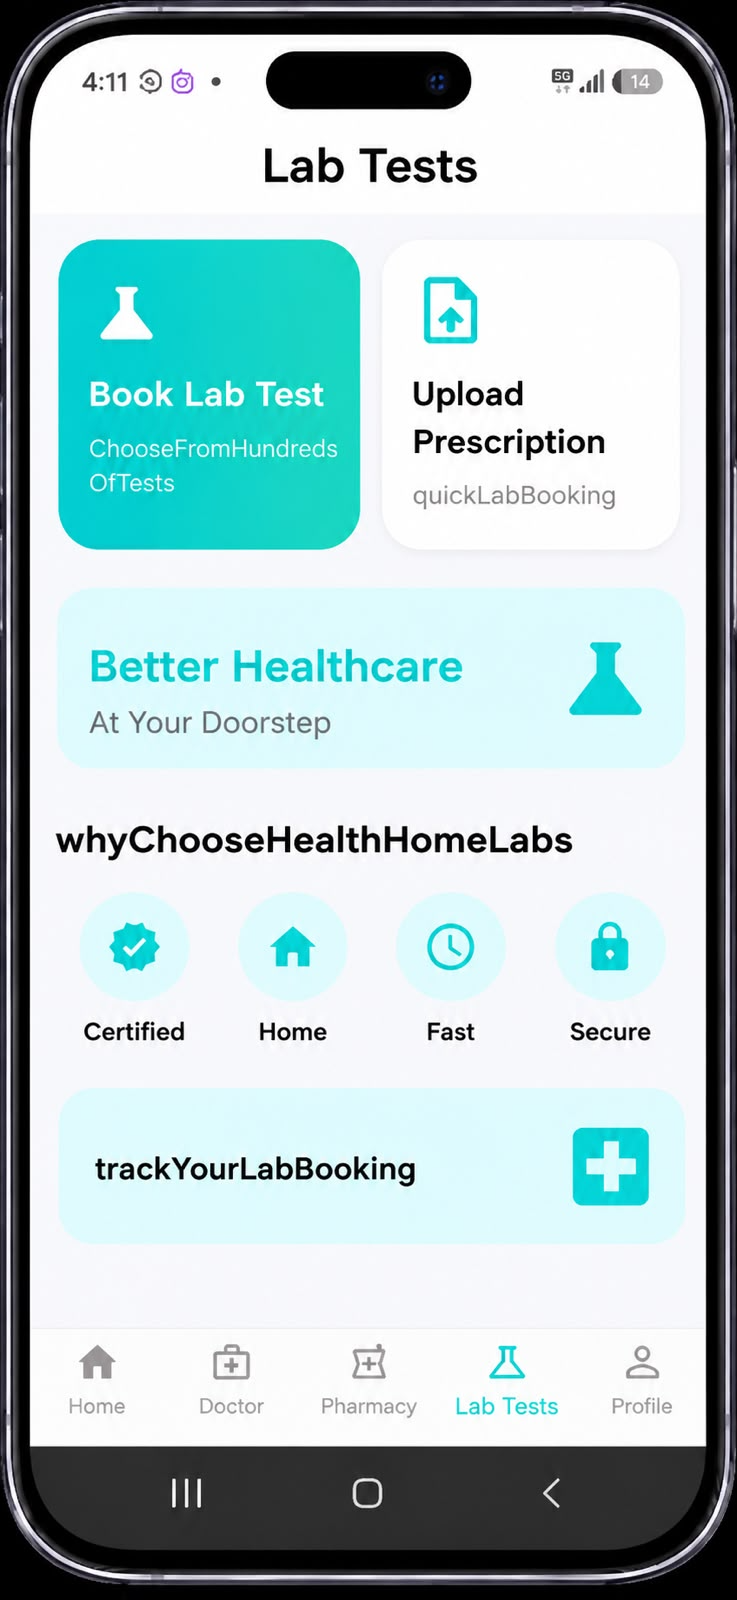 4:11
5G
14
Lab Tests
Book Lab Test
ChooseFromHundreds
OfTests
Upload
Prescription
quickLabBooking
Better Healthcare
At Your Doorstep
whyChooseHealthHomeLabs
Certified
Home
Fast
Secure
trackYourLabBooking
Home
Doctor
Pharmacy
Lab Tests
Profile